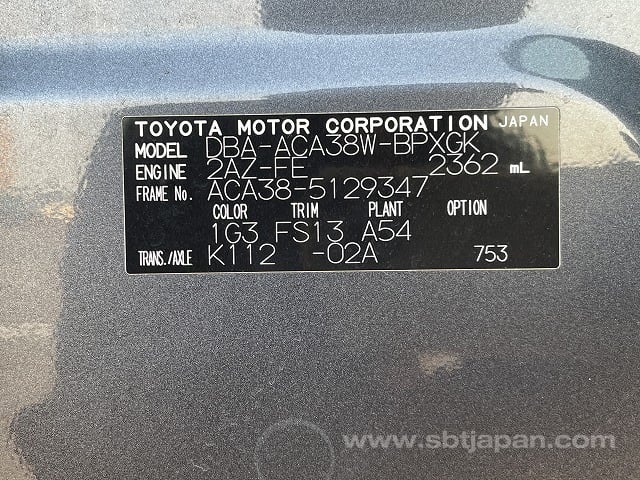 TOYOTA MOTOR CORPORATION JAPAN
MODEL DBA-ACA38W-BPXGK
ENGINE 2AZ-FE 2362 mL
FRAME No. ACA38-5129347
COLOR TRIM PLANT OPTION
1G3 FS13 A54
TRANS./AXLE K112 -02A 753
www.sbtjapan.com